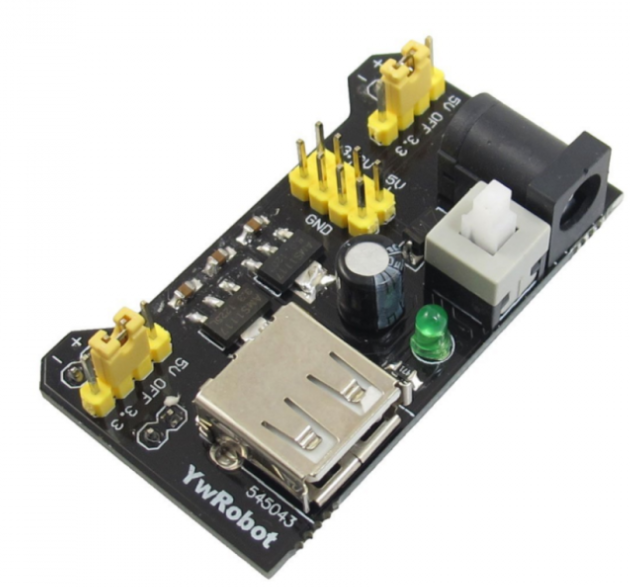 - +
5V OFF 3.3
5V
GND
- +
5V OFF 3.3
YwRobot
545043